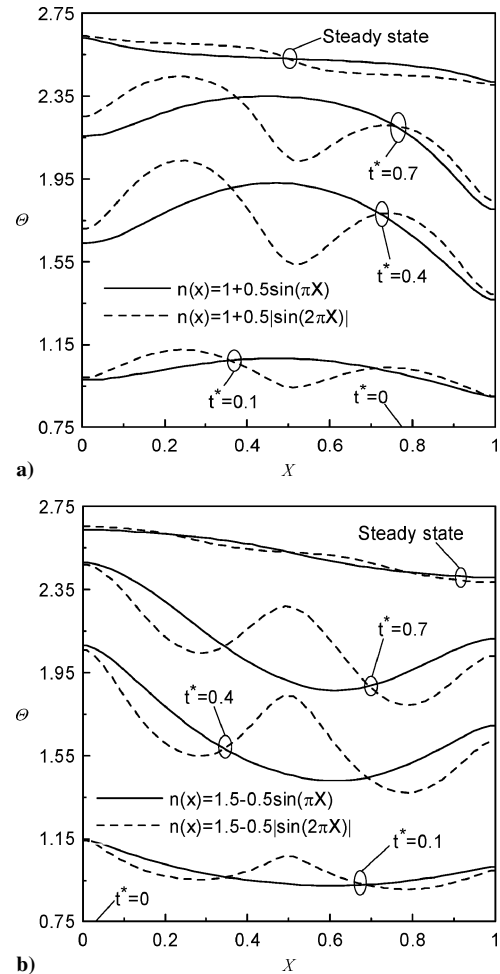 2.75
Steady state
2.35
1.95
t*=0.7
Θ
1.55
t*=0.4
n(x)=1+0.5sin(πX)
n(x)=1+0.5|sin(2πX)|
1.15
t*=0.1
t*=0
0.75
0 0.2 0.4 0.6 0.8 1
a)
X
2.75
Steady state
2.35
t*=0.7
1.95
t*=0.4
Θ
1.55
n(x)=1.5-0.5sin(πX)
n(x)=1.5-0.5|sin(2πX)|
1.15
t*=0.1
t*=0
0.75
0 0.2 0.4 0.6 0.8 1
b)
X